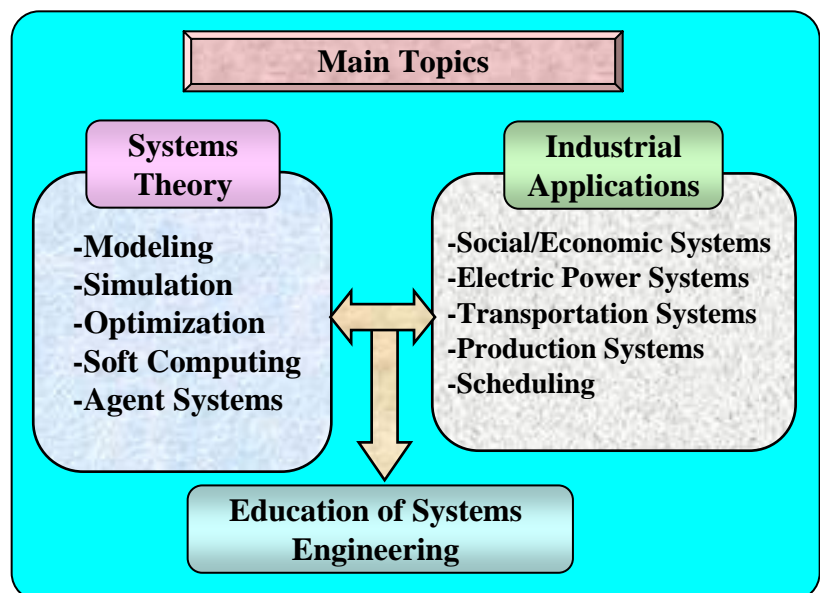 Main Topics
Systems
Theory
-Modeling
-Simulation
-Optimization
-Soft Computing
-Agent Systems
Industrial
Applications
-Social/Economic Systems
-Electric Power Systems
-Transportation Systems
-Production Systems
-Scheduling
Education of Systems
Engineering